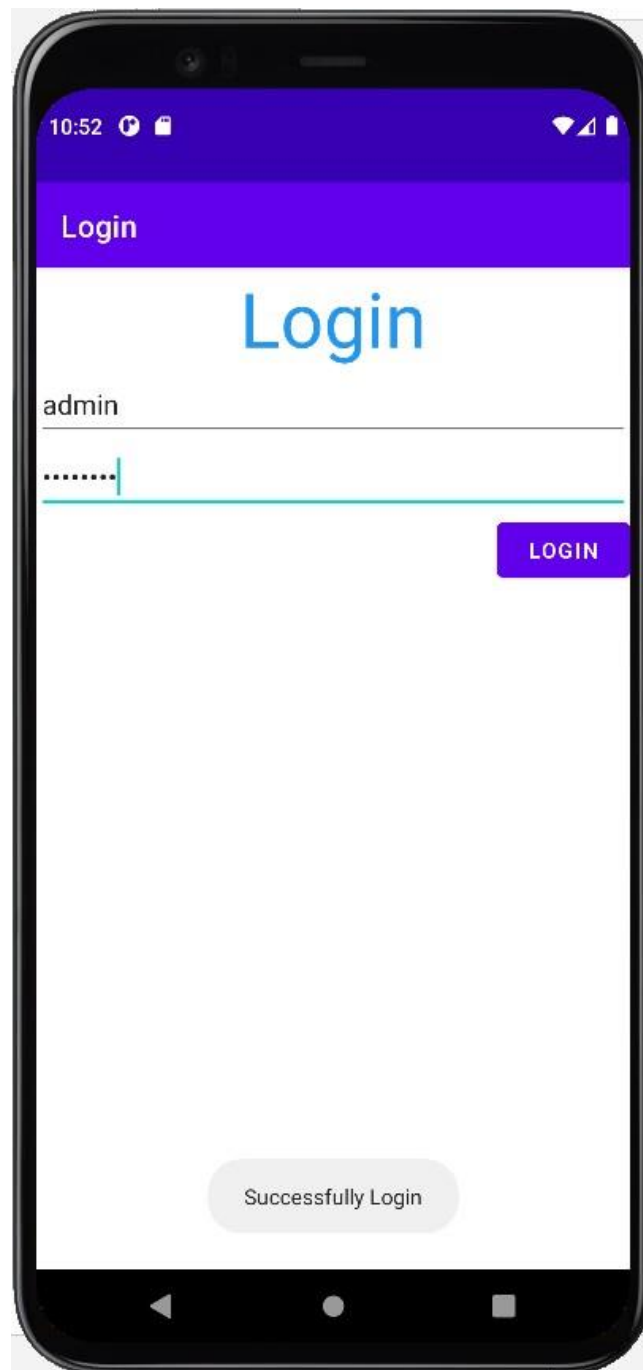 10:52
Login
Login
admin
••••••••
LOGIN
Successfully Login